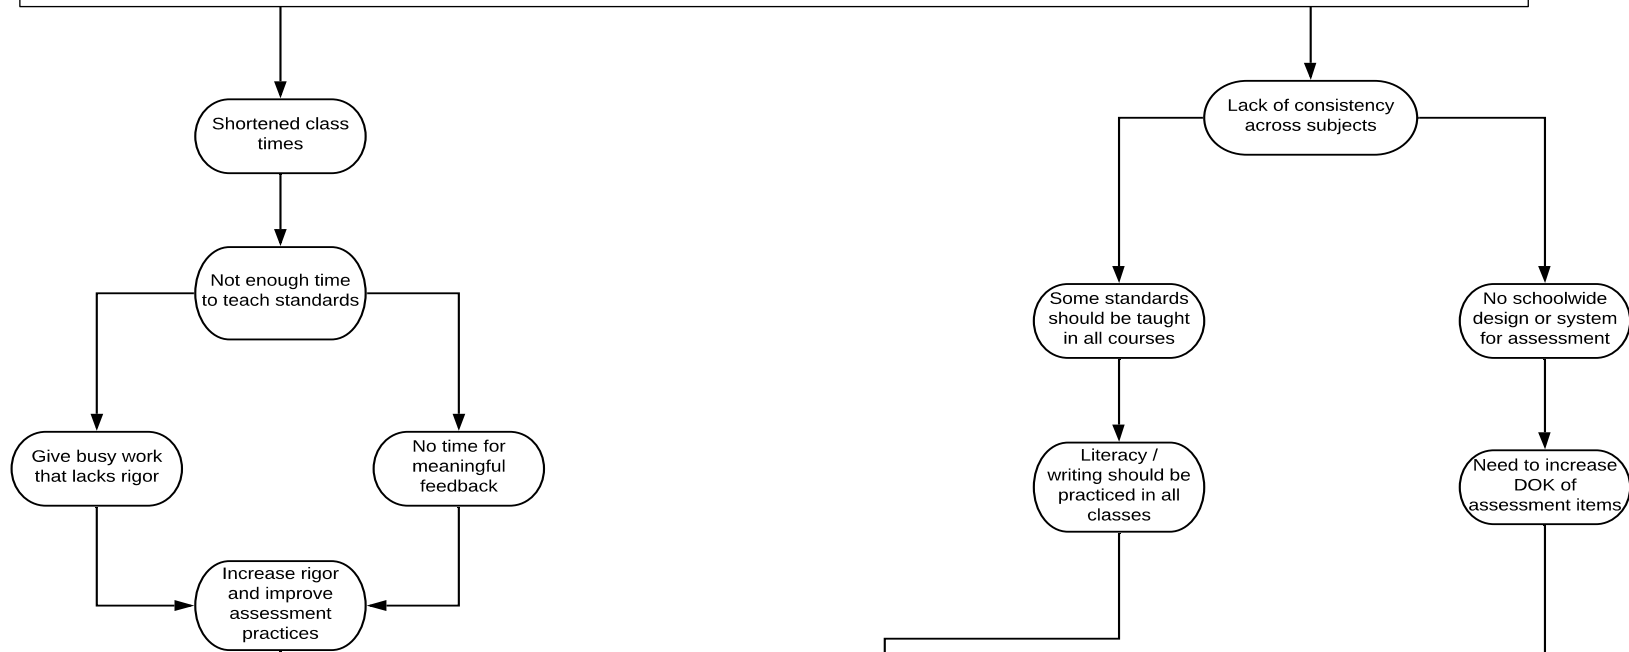 Shortened class
times
Not enough time
to teach standards
Give busy work
that lacks rigor
No time for
meaningful
feedback
Increase rigor
and improve
assessment
practices
Lack of consistency
across subjects
Some standards
should be taught
in all courses
No schoolwide
design or system
for assessment
Literacy /
writing should be
practiced in all
classes
Need to increase
DOK of
assessment items